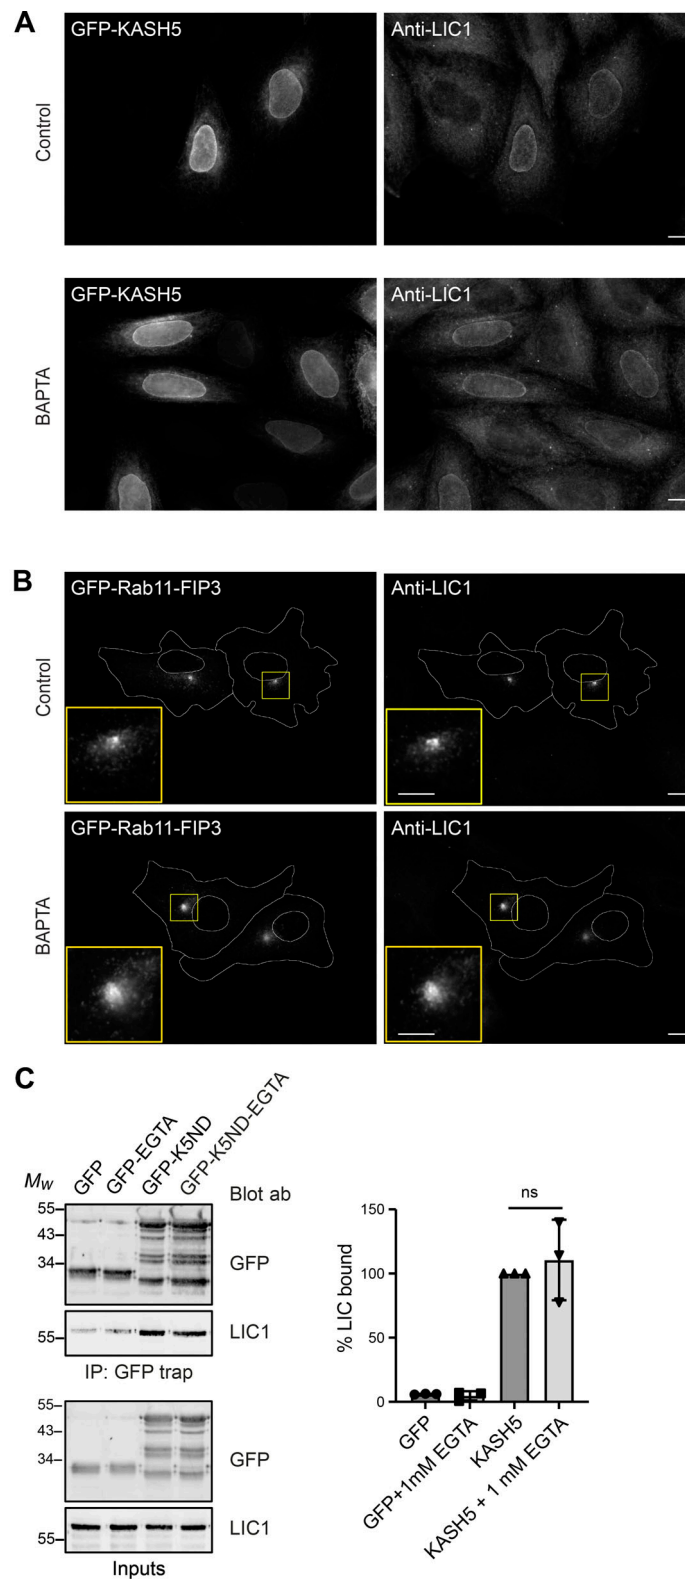 A
GFP-KASH5
Anti-LIC1
Control
GFP-KASH5
Anti-LIC1
BAPTA
B
GFP-Rab11-FIP3
Anti-LIC1
Control
GFP-Rab11-FIP3
Anti-LIC1
BAPTA
C
GFP
GFP-EGTA
GFP-K5ND
GFP-K5ND-EGTA
Mw
Blot ab
55
43
34
GFP
55
LIC1
IP: GFP trap
55
43
34
GFP
55
LIC1
Inputs
ns
% LIC bound
150
100
50
0
GFP
GFP+1mM EGTA
KASH5
KASH5 + 1 mM EGTA